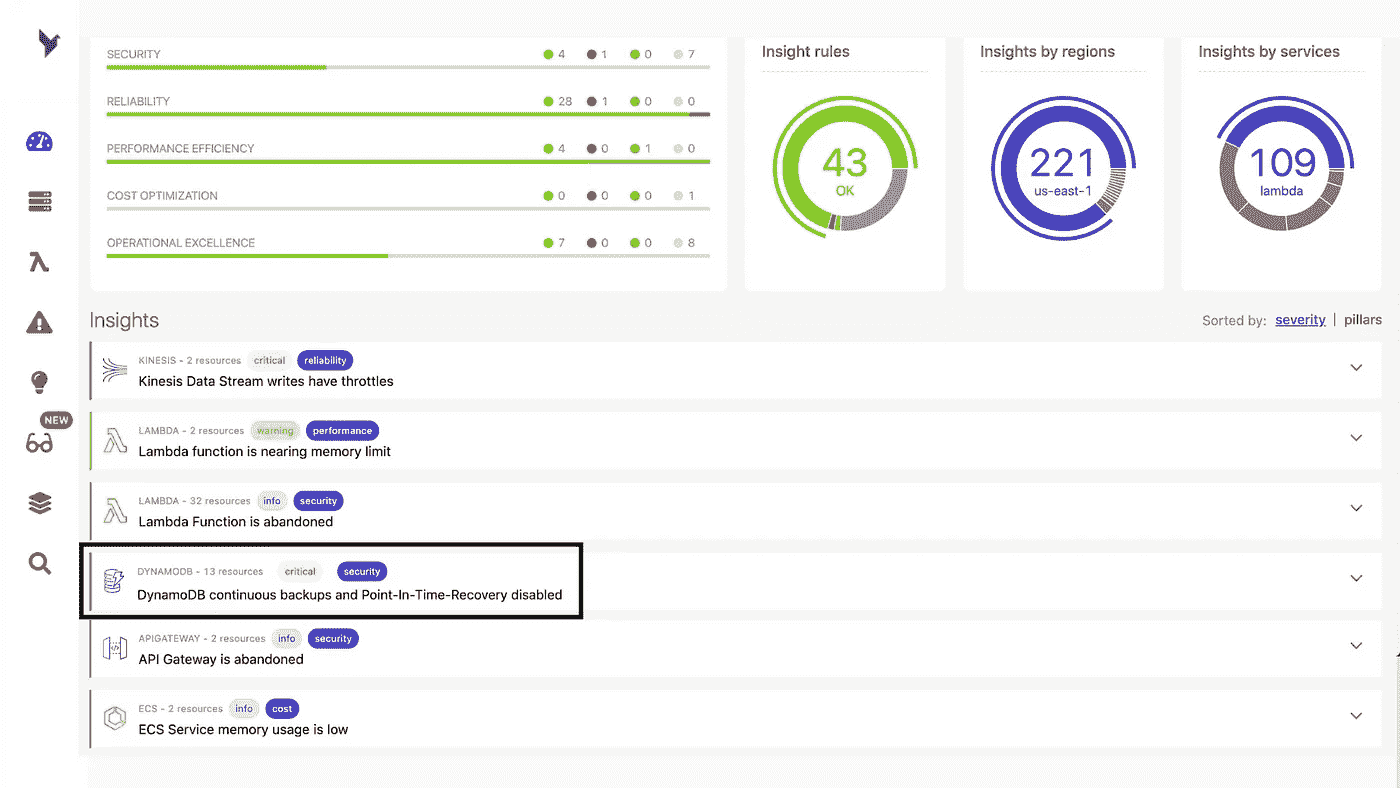 SECURITY 4 1 0 7
RELIABILITY 28 1 0 0
PERFORMANCE EFFICIENCY 4 0 1 0
COST OPTIMIZATION 0 0 0 1
OPERATIONAL EXCELLENCE 7 0 0 8
Insight rules
43
OK
Insights by regions
221
us-east-1
Insights by services
109
lambda
NEW
Insights
Sorted by: severity | pillars
KINESIS - 2 resources critical reliability
Kinesis Data Stream writes have throttles
LAMBDA - 2 resources warning performance
Lambda function is nearing memory limit
LAMBDA - 32 resources info security
Lambda Function is abandoned
DYNAMODB - 13 resources critical security
DynamoDB continuous backups and Point-In-Time-Recovery disabled
APIGATEWAY - 2 resources info security
API Gateway is abandoned
ECS - 2 resources info cost
ECS Service memory usage is low